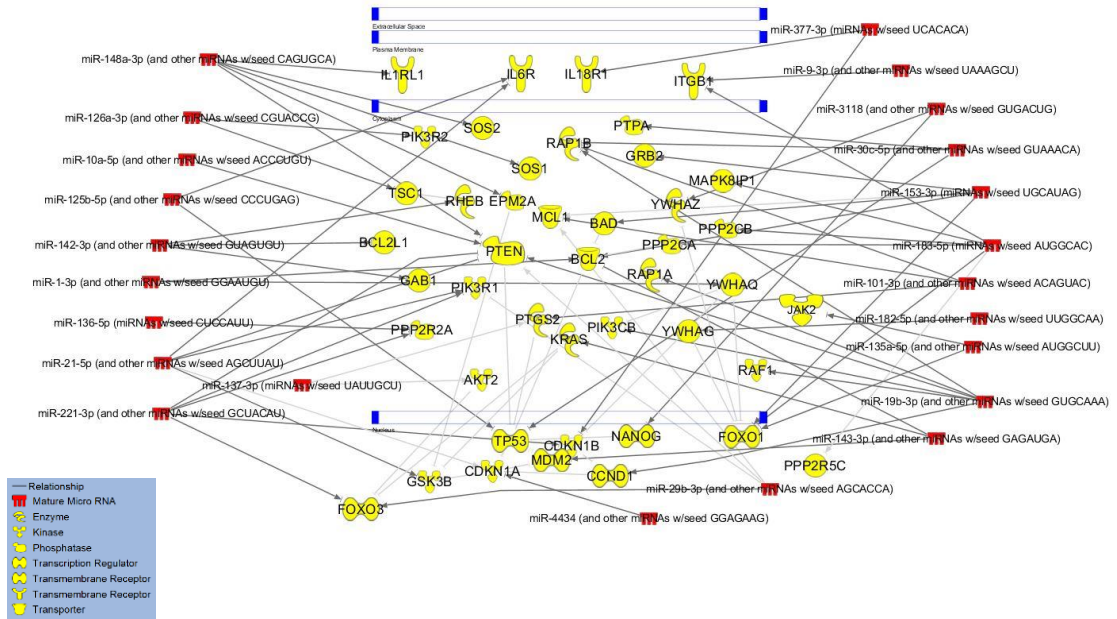 Extracellular Space
Plasma Membrane
miR-377-3p (miRNAs w/seed UCACACA)
miR-148a-3p (and other miRNAs w/seed CAGUGCA)
IL1RL1
IL6R
IL18R1
ITGB1
miR-9-3p (and other miRNAs w/seed UAAAGCU)
Cytoplasm
miR-3118 (and other miRNAs w/seed GUGACUG)
miR-126a-3p (and other miRNAs w/seed CGUACCG)
PIK3R2
SOS2
RAP1B
PTPA
miR-30c-5p (and other miRNAs w/seed GUAAACA)
miR-10a-5p (and other miRNAs w/seed ACCCUGU)
SOS1
GRB2
MAPK8IP1
miR-153-3p (and other miRNAs w/seed UGCAUAG)
miR-125b-5p (and other miRNAs w/seed CCCUGAG)
TSC1
RHEB
EPM2A
MCL1
BAD
YWHAZ
PPP2CB
miR-142-3p (and other miRNAs w/seed GUAGUGU)
BCL2L1
PTEN
BCL2
PPP2CA
miR-183-5p (and other miRNAs w/seed AUGGCAC)
miR-1-3p (and other miRNAs w/seed GGAAUGU)
GAB1
PIK3R1
RAP1A
YWHAQ
miR-101-3p (and other miRNAs w/seed ACAGUAC)
miR-136-5p (miRNAs w/seed CUCCAUU)
PPP2R2A
PTGS2
KRAS
PIK3CB
YWHAG
JAK2
miR-182-5p (and other miRNAs w/seed UUGGCAA)
miR-135a-5p (and other miRNAs w/seed AUGGCUU)
miR-21-5p (and other miRNAs w/seed AGCUUAU)
miR-137-3p (miRNAs w/seed UAUUGCU)
AKT2
RAF1
miR-19b-3p (and other miRNAs w/seed GUGCAAA)
miR-221-3p (and other miRNAs w/seed GCUACAU)
Nucleus
TP53
CDKN1B
NANOG
FOXO1
miR-143-3p (and other miRNAs w/seed GAGAUGA)
MDM2
CDKN1A
CCND1
PPP2R5C
GSK3B
miR-29b-3p (and other miRNAs w/seed AGCACCA)
FOXO3
miR-4434 (and other miRNAs w/seed GGAGAAG)
Relationship
Mature Micro RNA
Enzyme
Kinase
Phosphatase
Transcription Regulator
Transmembrane Receptor
Transmembrane Receptor
Transporter